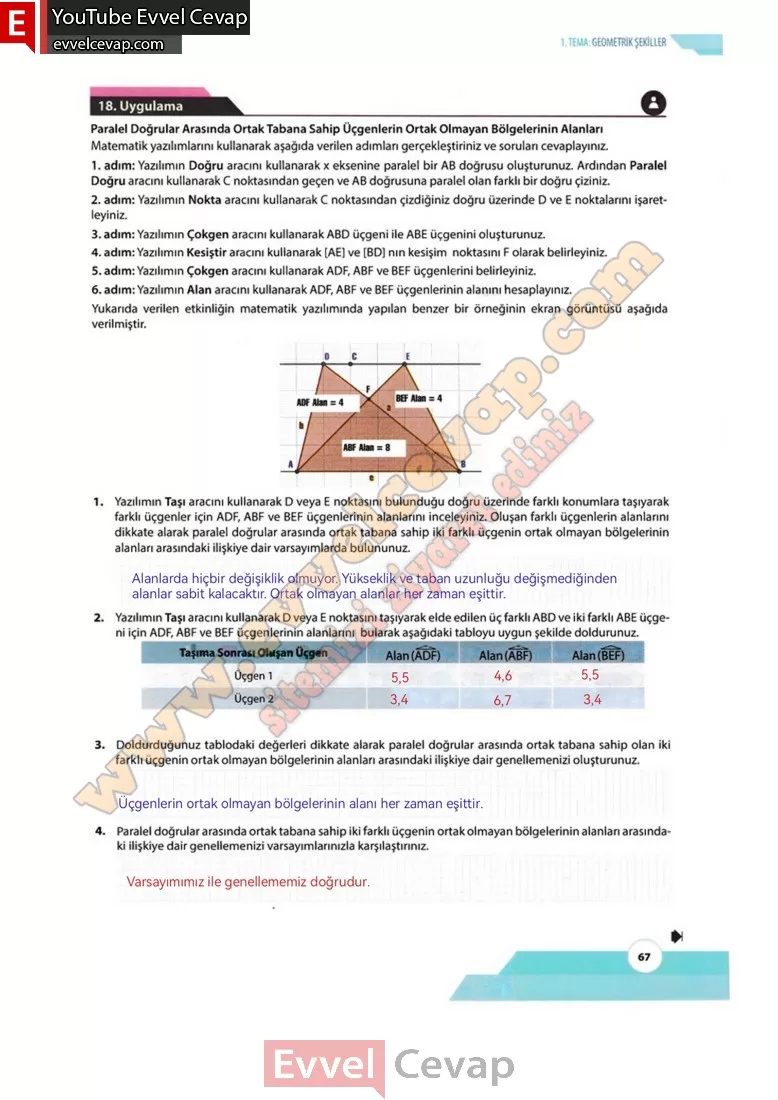 E YouTube Evvel Cevap
evvelcevap.com
1. TEMA: GEOMETRİK ŞEKİLLER
18. Uygulama
Paralel Doğrular Arasında Ortak Tabana Sahip Üçgenlerin Ortak Olmayan Bölgelerinin Alanları
Matematik yazılımlarını kullanarak aşağıda verilen adımları gerçekleştiriniz ve soruları cevaplayınız.
1. adım: Yazılımın Doğru aracını kullanarak x eksenine paralel bir AB doğrusu oluşturunuz. Ardından Paralel
Doğru aracını kullanarak C noktasından geçen ve AB doğrusuna paralel olan farklı bir doğru çiziniz.
2. adım: Yazılımın Nokta aracını kullanarak C noktasından çizdiğiniz doğru üzerinde D ve E noktalarını işaret-
leyiniz.
3. adım: Yazılımın Çokgen aracını kullanarak ABD üçgeni ile ABE üçgenini oluşturunuz.
4. adım: Yazılımın Kesiştir aracını kullanarak [AE] ve [BD] nın kesişim noktasını F olarak belirleyiniz.
5. adım: Yazılımın Çokgen aracını kullanarak ADF, ABF ve BEF üçgenlerini belirleyiniz.
6. adım: Yazılımın Alan aracını kullanarak ADF, ABF ve BEF üçgenlerinin alanını hesaplayınız.
Yukarıda verilen etkinliğin matematik yazılımında yapılan benzer bir örneğinin ekran görüntüsü aşağıda
verilmiştir.
D C E
F
ADF Alan = 4 a BEF Alan = 4
b
ABF Alan = 8
A d B
e
1. Yazılımın Taşı aracını kullanarak D veya E noktasını bulunduğu doğru üzerinde farklı konumlara taşıyarak
farklı üçgenler için ADF, ABF ve BEF üçgenlerinin alanlarını inceleyiniz. Oluşan farklı üçgenlerin alanlarını
dikkate alarak paralel doğrular arasında ortak tabana sahip iki farklı üçgenin ortak olmayan bölgelerinin
alanları arasındaki ilişkiye dair varsayımlarda bulununuz.
Alanlarda hiçbir değişiklik olmuyor. Yükseklik ve taban uzunluğu değişmediğinden
alanlar sabit kalacaktır. Ortak olmayan alanlar her zaman eşittir.
2. Yazılımın Taşı aracını kullanarak D veya E noktasını taşıyarak elde edilen üç farklı ABD ve iki farklı ABE üçge-
ni için ADF, ABF ve BEF üçgenlerinin alanlarını bularak aşağıdaki tabloyu uygun şekilde doldurunuz.
Taşıma Sonrası Oluşan Üçgen Alan (ADF) Alan (ABF) Alan (BEF)
Üçgen 1 5,5 4,6 5,5
Üçgen 2 3,4 6,7 3,4
3. Doldurduğunuz tablodaki değerleri dikkate alarak paralel doğrular arasında ortak tabana sahip olan iki
farklı üçgenin ortak olmayan bölgelerinin alanları arasındaki ilişkiye dair genellemenizi oluşturunuz.
Üçgenlerin ortak olmayan bölgelerinin alanı her zaman eşittir.
4. Paralel doğrular arasında ortak tabana sahip iki farklı üçgenin ortak olmayan bölgelerinin alanları arasında-
ki ilişkiye dair genellemenizi varsayımlarınızla karşılaştırınız.
Varsayımımız ile genellememiz doğrudur.
www.evvelcevap.com
sitemizi ziyaret ediniz
67
Evvel Cevap